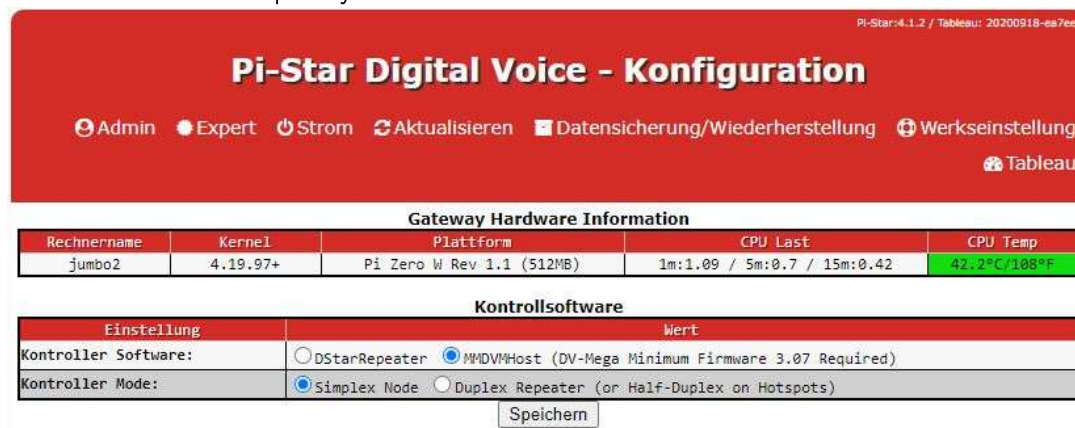 Pi-Star:4.1.2 / Tableau: 20200918-ea7ee
Pi-Star Digital Voice - Konfiguration
Admin Expert Strom Aktualisieren Datensicherung/Wiederherstellung Werkseinstellung
Tableau
Gateway Hardware Information
Rechnername Kernel Plattform CPU Last CPU Temp
jumbo2 4.19.97+ Pi Zero W Rev 1.1 (512MB) 1m:1.09 / 5m:0.7 / 15m:0.42 42.2°C/108°F
Kontrollsoftware
Einstellung Wert
Kontroller Software: DStarRepeater MMDVMHost (DV-Mega Minimum Firmware 3.07 Required)
Kontroller Mode: Simplex Node Duplex Repeater (or Half-Duplex on Hotspots)
Speichern